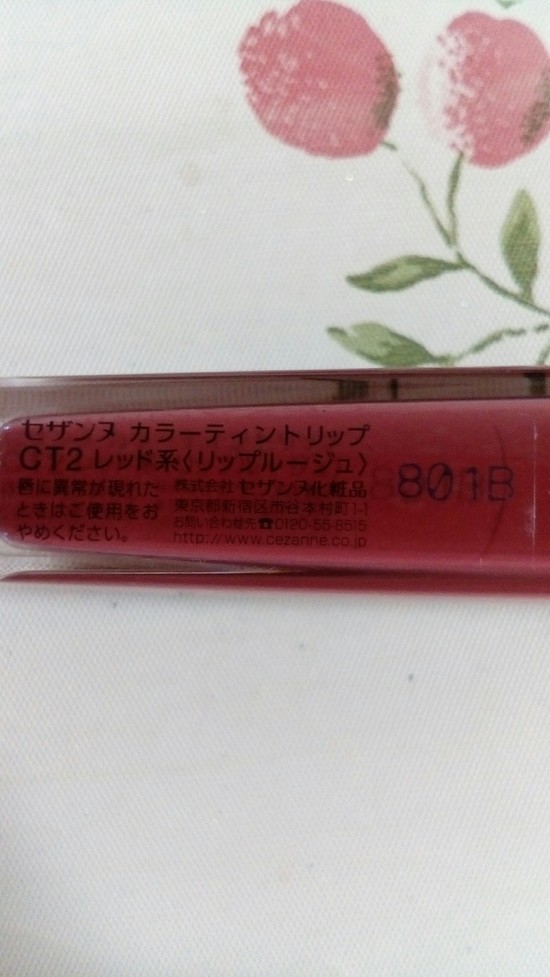 セザンヌ カラーティントリップ
CT2 レッド系〈リップルージュ〉
唇に異常が現れた
ときはご使用をお
やめください。
株式会社 セザンヌ化粧品
東京都新宿区市谷本村町1-1
お問い合わせ先☎0120-55-8515
http://www.cezanne.co.jp
801B